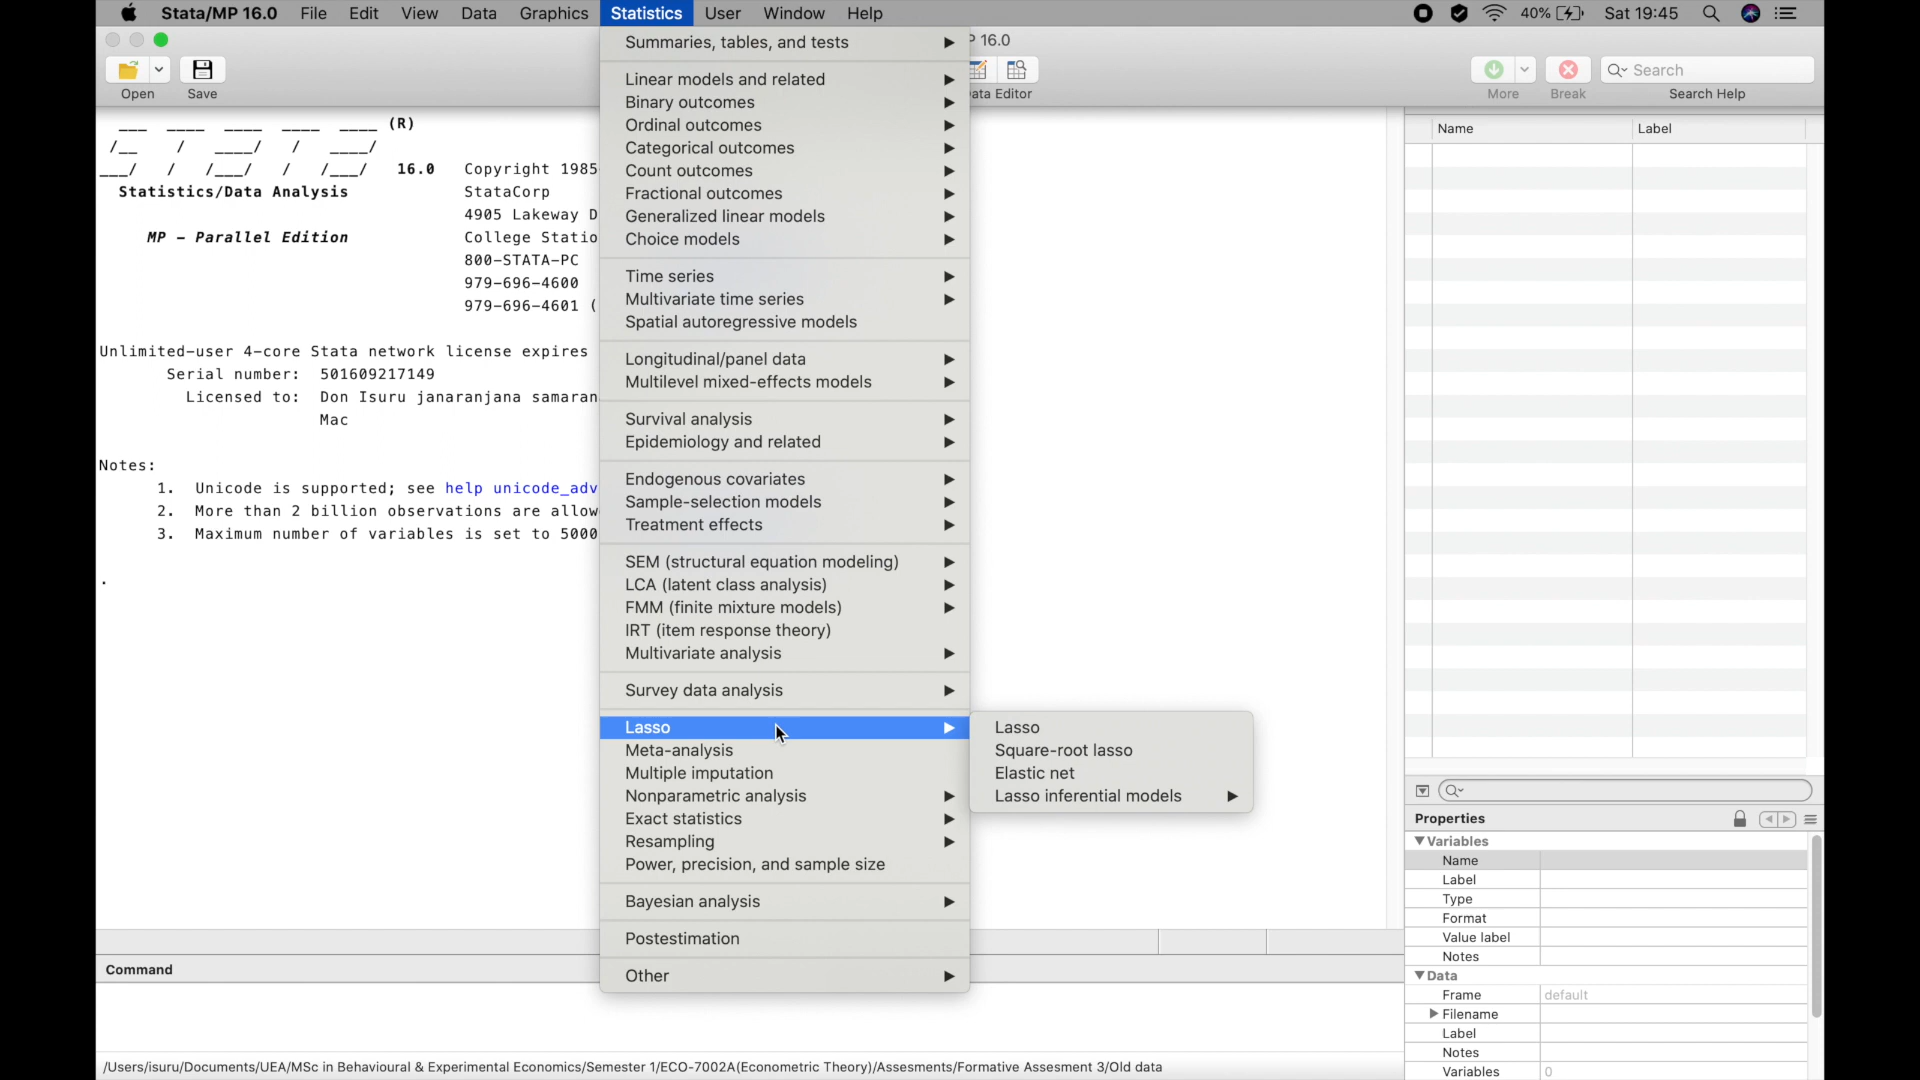 Stata/MP 16.0 File Edit View Data Graphics Statistics User Window Help 40% Sat 19:45
P 16.0
Open Save
ata Editor
More Break
Search
Search Help
(R)
16.0 Copyright 1985
Statistics/Data Analysis StataCorp
4905 Lakeway D
MP - Parallel Edition College Statio
800-STATA-PC
979-696-4600
979-696-4601 (
Unlimited-user 4-core Stata network license expires
Serial number: 501609217149
Licensed to: Don Isuru janaranjana samaran
Mac
Notes:
1. Unicode is supported; see help unicode_adv
2. More than 2 billion observations are allow
3. Maximum number of variables is set to 5000
.
Summaries, tables, and tests
Linear models and related
Binary outcomes
Ordinal outcomes
Categorical outcomes
Count outcomes
Fractional outcomes
Generalized linear models
Choice models
Time series
Multivariate time series
Spatial autoregressive models
Longitudinal/panel data
Multilevel mixed-effects models
Survival analysis
Epidemiology and related
Endogenous covariates
Sample-selection models
Treatment effects
SEM (structural equation modeling)
LCA (latent class analysis)
FMM (finite mixture models)
IRT (item response theory)
Multivariate analysis
Survey data analysis
Lasso
Meta-analysis
Multiple imputation
Nonparametric analysis
Exact statistics
Resampling
Power, precision, and sample size
Bayesian analysis
Postestimation
Other
Lasso
Square-root lasso
Elastic net
Lasso inferential models
Name Label
Properties
Variables
Name
Label
Type
Format
Value label
Notes
Data
Frame default
Filename
Label
Notes
Variables 0
Command
/Users/isuru/Documents/UEA/MSc in Behavioural & Experimental Economics/Semester 1/ECO-7002A(Econometric Theory)/Assesments/Formative Assesment 3/Old data